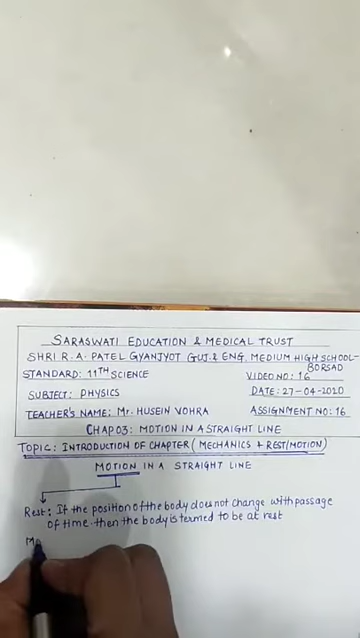 SARASWATI EDUCATION & MEDICAL TRUST
SHRI R.A. PATEL GYANJYOT GUJ. & ENG. MEDIUM HIGH SCHOOL-
BORSAD
STANDARD: 11TH SCIENCE VIDEO NO: 16
SUBJECT: PHYSICS DATE: 27-04-2020
TEACHER'S NAME: Mr. HUSEIN VOHRA ASSIGNMENT NO: 16
CHAP.03: MOTION IN A STRAIGHT LINE
TOPIC: INTRODUCTION OF CHAPTER (MECHANICS & REST/MOTION)
MOTION IN A STRAIGHT LINE
Rest: If the position of the body does not change with passage
of time. then the body is termed to be at rest